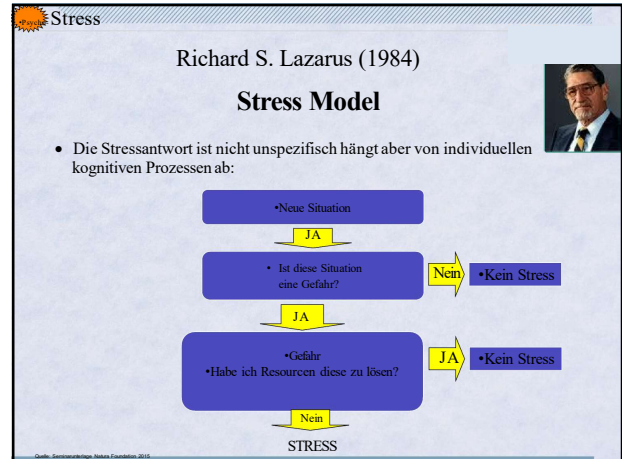 •Psyche
Stress
Richard S. Lazarus (1984)
Stress Model
• Die Stressantwort ist nicht unspezifisch hängt aber von individuellen
kognitiven Prozessen ab:
•Neue Situation
JA
• Ist diese Situation
eine Gefahr?
Nein
•Kein Stress
JA
•Gefahr
•Habe ich Resourcen diese zu lösen?
JA
•Kein Stress
Nein
STRESS
Quelle: Seminarunterlage Natura Foundation 2015